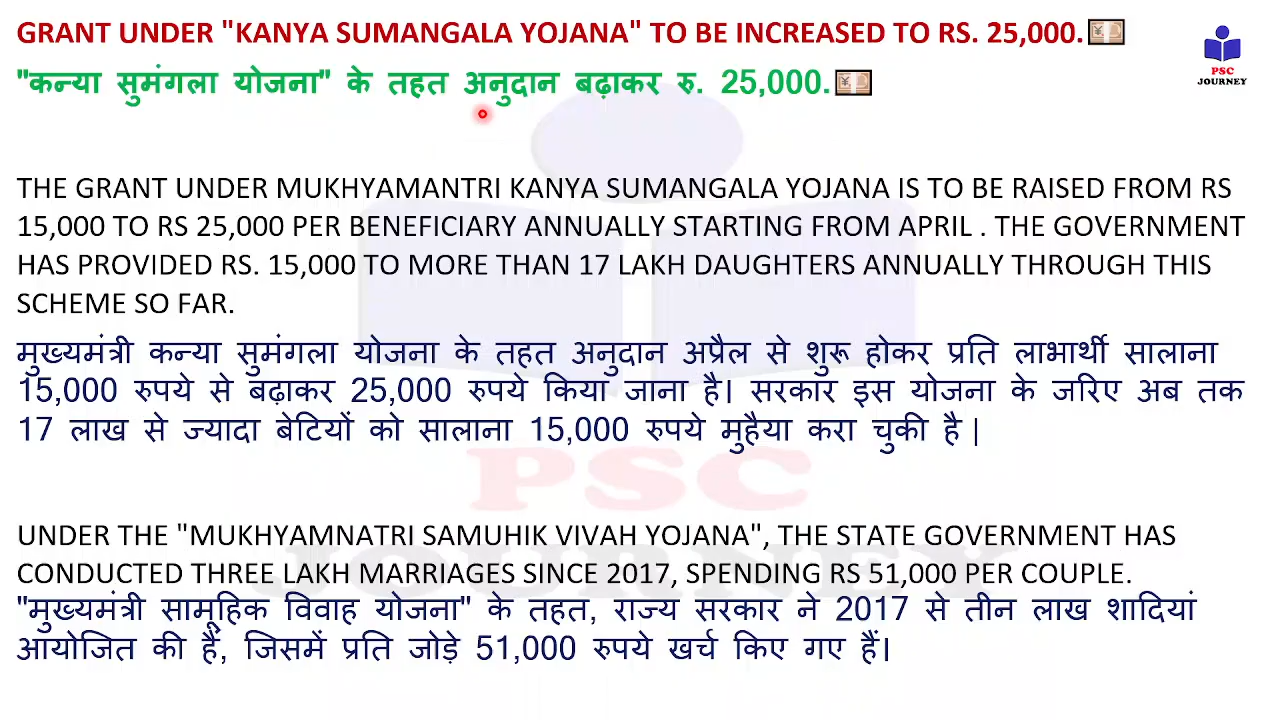 GRANT UNDER "KANYA SUMANGALA YOJANA" TO BE INCREASED TO RS. 25,000.💴
"कन्या सुमंगला योजना" के तहत अनुदान बढ़ाकर रु. 25,000.💴
PSC
JOURNEY
THE GRANT UNDER MUKHYAMANTRI KANYA SUMANGALA YOJANA IS TO BE RAISED FROM RS
15,000 TO RS 25,000 PER BENEFICIARY ANNUALLY STARTING FROM APRIL . THE GOVERNMENT
HAS PROVIDED RS. 15,000 TO MORE THAN 17 LAKH DAUGHTERS ANNUALLY THROUGH THIS
SCHEME SO FAR.
मुख्यमंत्री कन्या सुमंगला योजना के तहत अनुदान अप्रैल से शुरू होकर प्रति लाभार्थी सालाना
15,000 रुपये से बढ़ाकर 25,000 रुपये किया जाना है। सरकार इस योजना के जरिए अब तक
17 लाख से ज्यादा बेटियों को सालाना 15,000 रुपये मुहैया करा चुकी है |
PSC
JOURNEY
UNDER THE "MUKHYAMNATRI SAMUHIK VIVAH YOJANA", THE STATE GOVERNMENT HAS
CONDUCTED THREE LAKH MARRIAGES SINCE 2017, SPENDING RS 51,000 PER COUPLE.
"मुख्यमंत्री सामूहिक विवाह योजना" के तहत, राज्य सरकार ने 2017 से तीन लाख शादियां
आयोजित की हैं, जिसमें प्रति जोड़े 51,000 रुपये खर्च किए गए हैं।